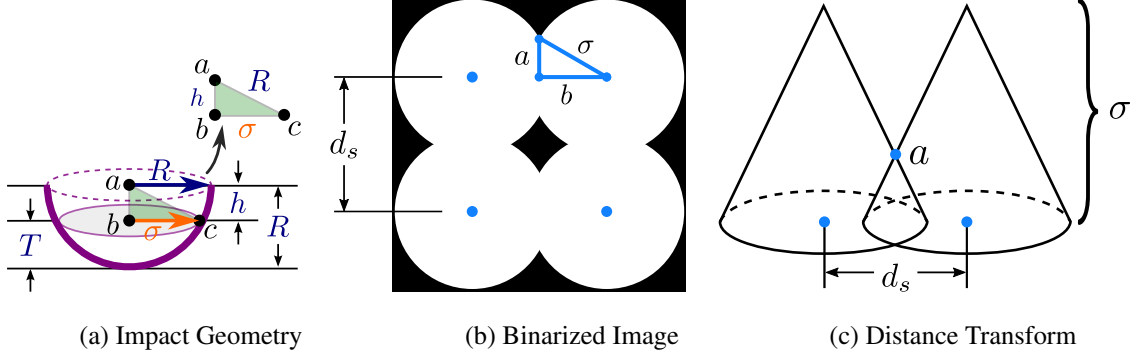 a
R
h
b
σ
c
a
R
h
b
σ
c
R
T
a
σ
b
d_s
a
σ
d_s
(a) Impact Geometry
(b) Binarized Image
(c) Distance Transform